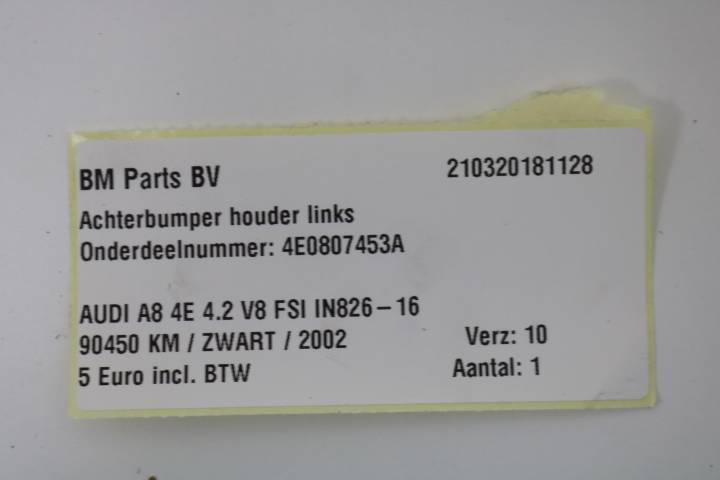 BM Parts BV 210320181128
Achterbumper houder links
Onderdeelnummer: 4E0807453A
AUDI A8 4E 4.2 V8 FSI IN826-16
90450 KM / ZWART / 2002 Verz: 10
5 Euro incl. BTW Aantal: 1